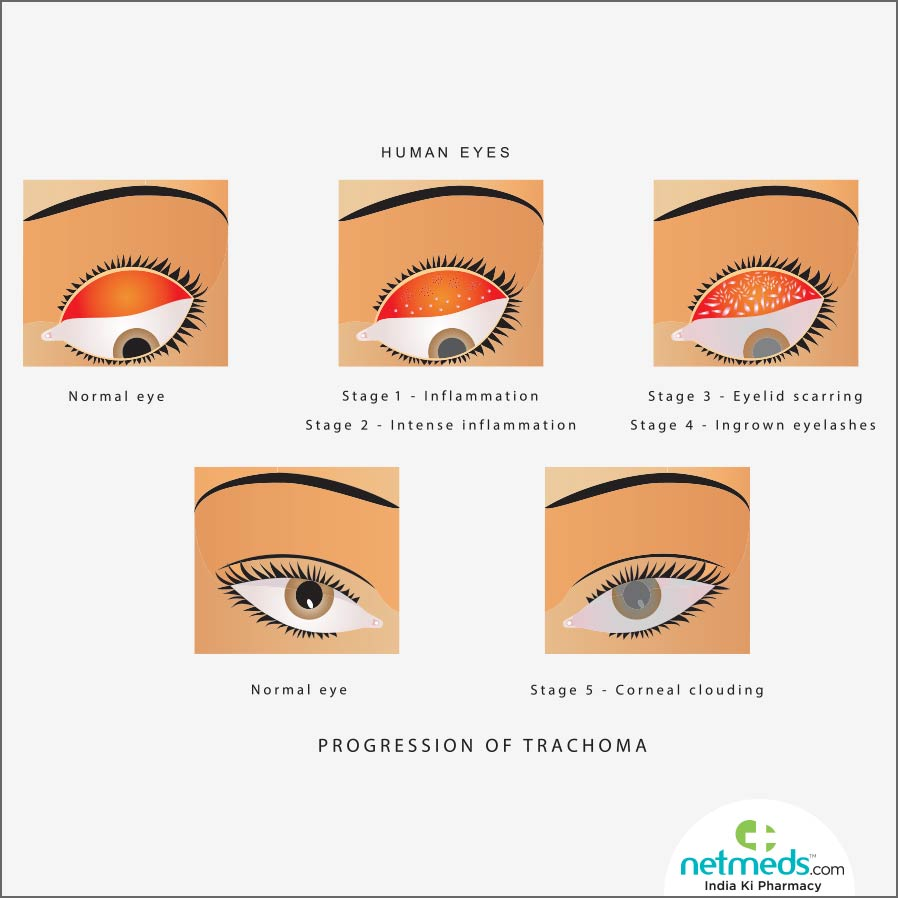 HUMAN EYES
Normal eye
Stage 1 - Inflammation
Stage 2 - Intense inflammation
Stage 3 - Eyelid scarring
Stage 4 - Ingrown eyelashes
Normal eye
Stage 5 - Corneal clouding
PROGRESSION OF TRACHOMA
netmeds.com™
India Ki Pharmacy